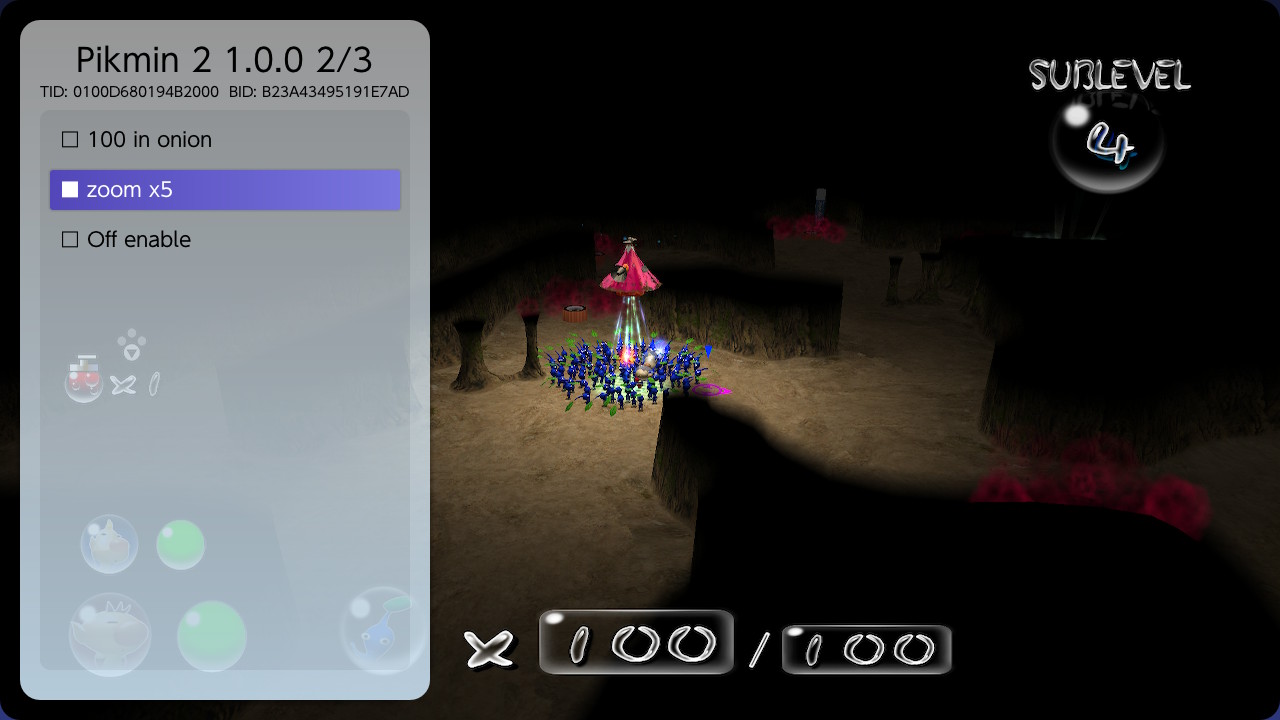 Pikmin 2 1.0.0 2/3
TID: 0100D680194B2000 BID: B23A43495191E7AD
100 in onion
zoom x5
Off enable
SUBLEVEL
4
x 0
x 100 / 100